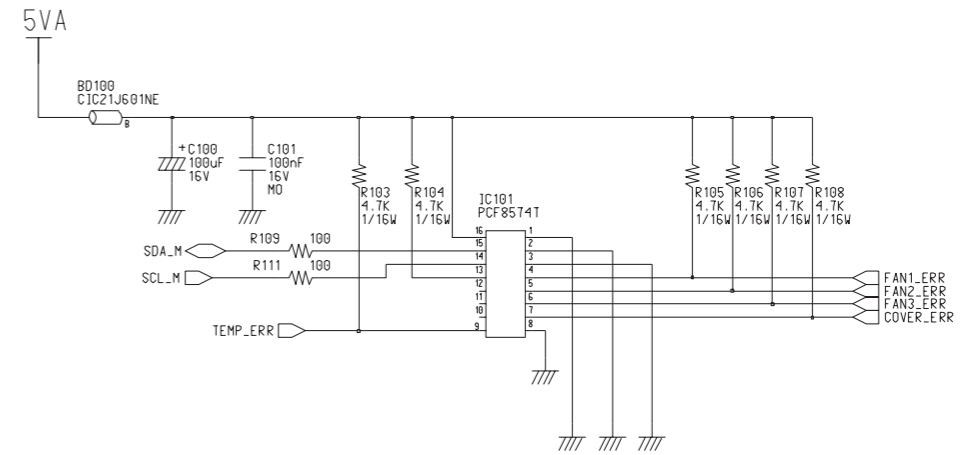 5VA
BD100
CIC21J601NE
B
+
C100
100uF
16V
C101
100nF
16V
MO
R103
4.7K
1/16W
R104
4.7K
1/16W
IC101
PCF8574T
R105
4.7K
1/16W
R106
4.7K
1/16W
R107
4.7K
1/16W
R108
4.7K
1/16W
SDA_M
R109 100
SCL_M
R111 100
TEMP_ERR
16 1
15 2
14 3
13 4
12 5
11 6
10 7
9 8
FAN1_ERR
FAN2_ERR
FAN3_ERR
COVER_ERR